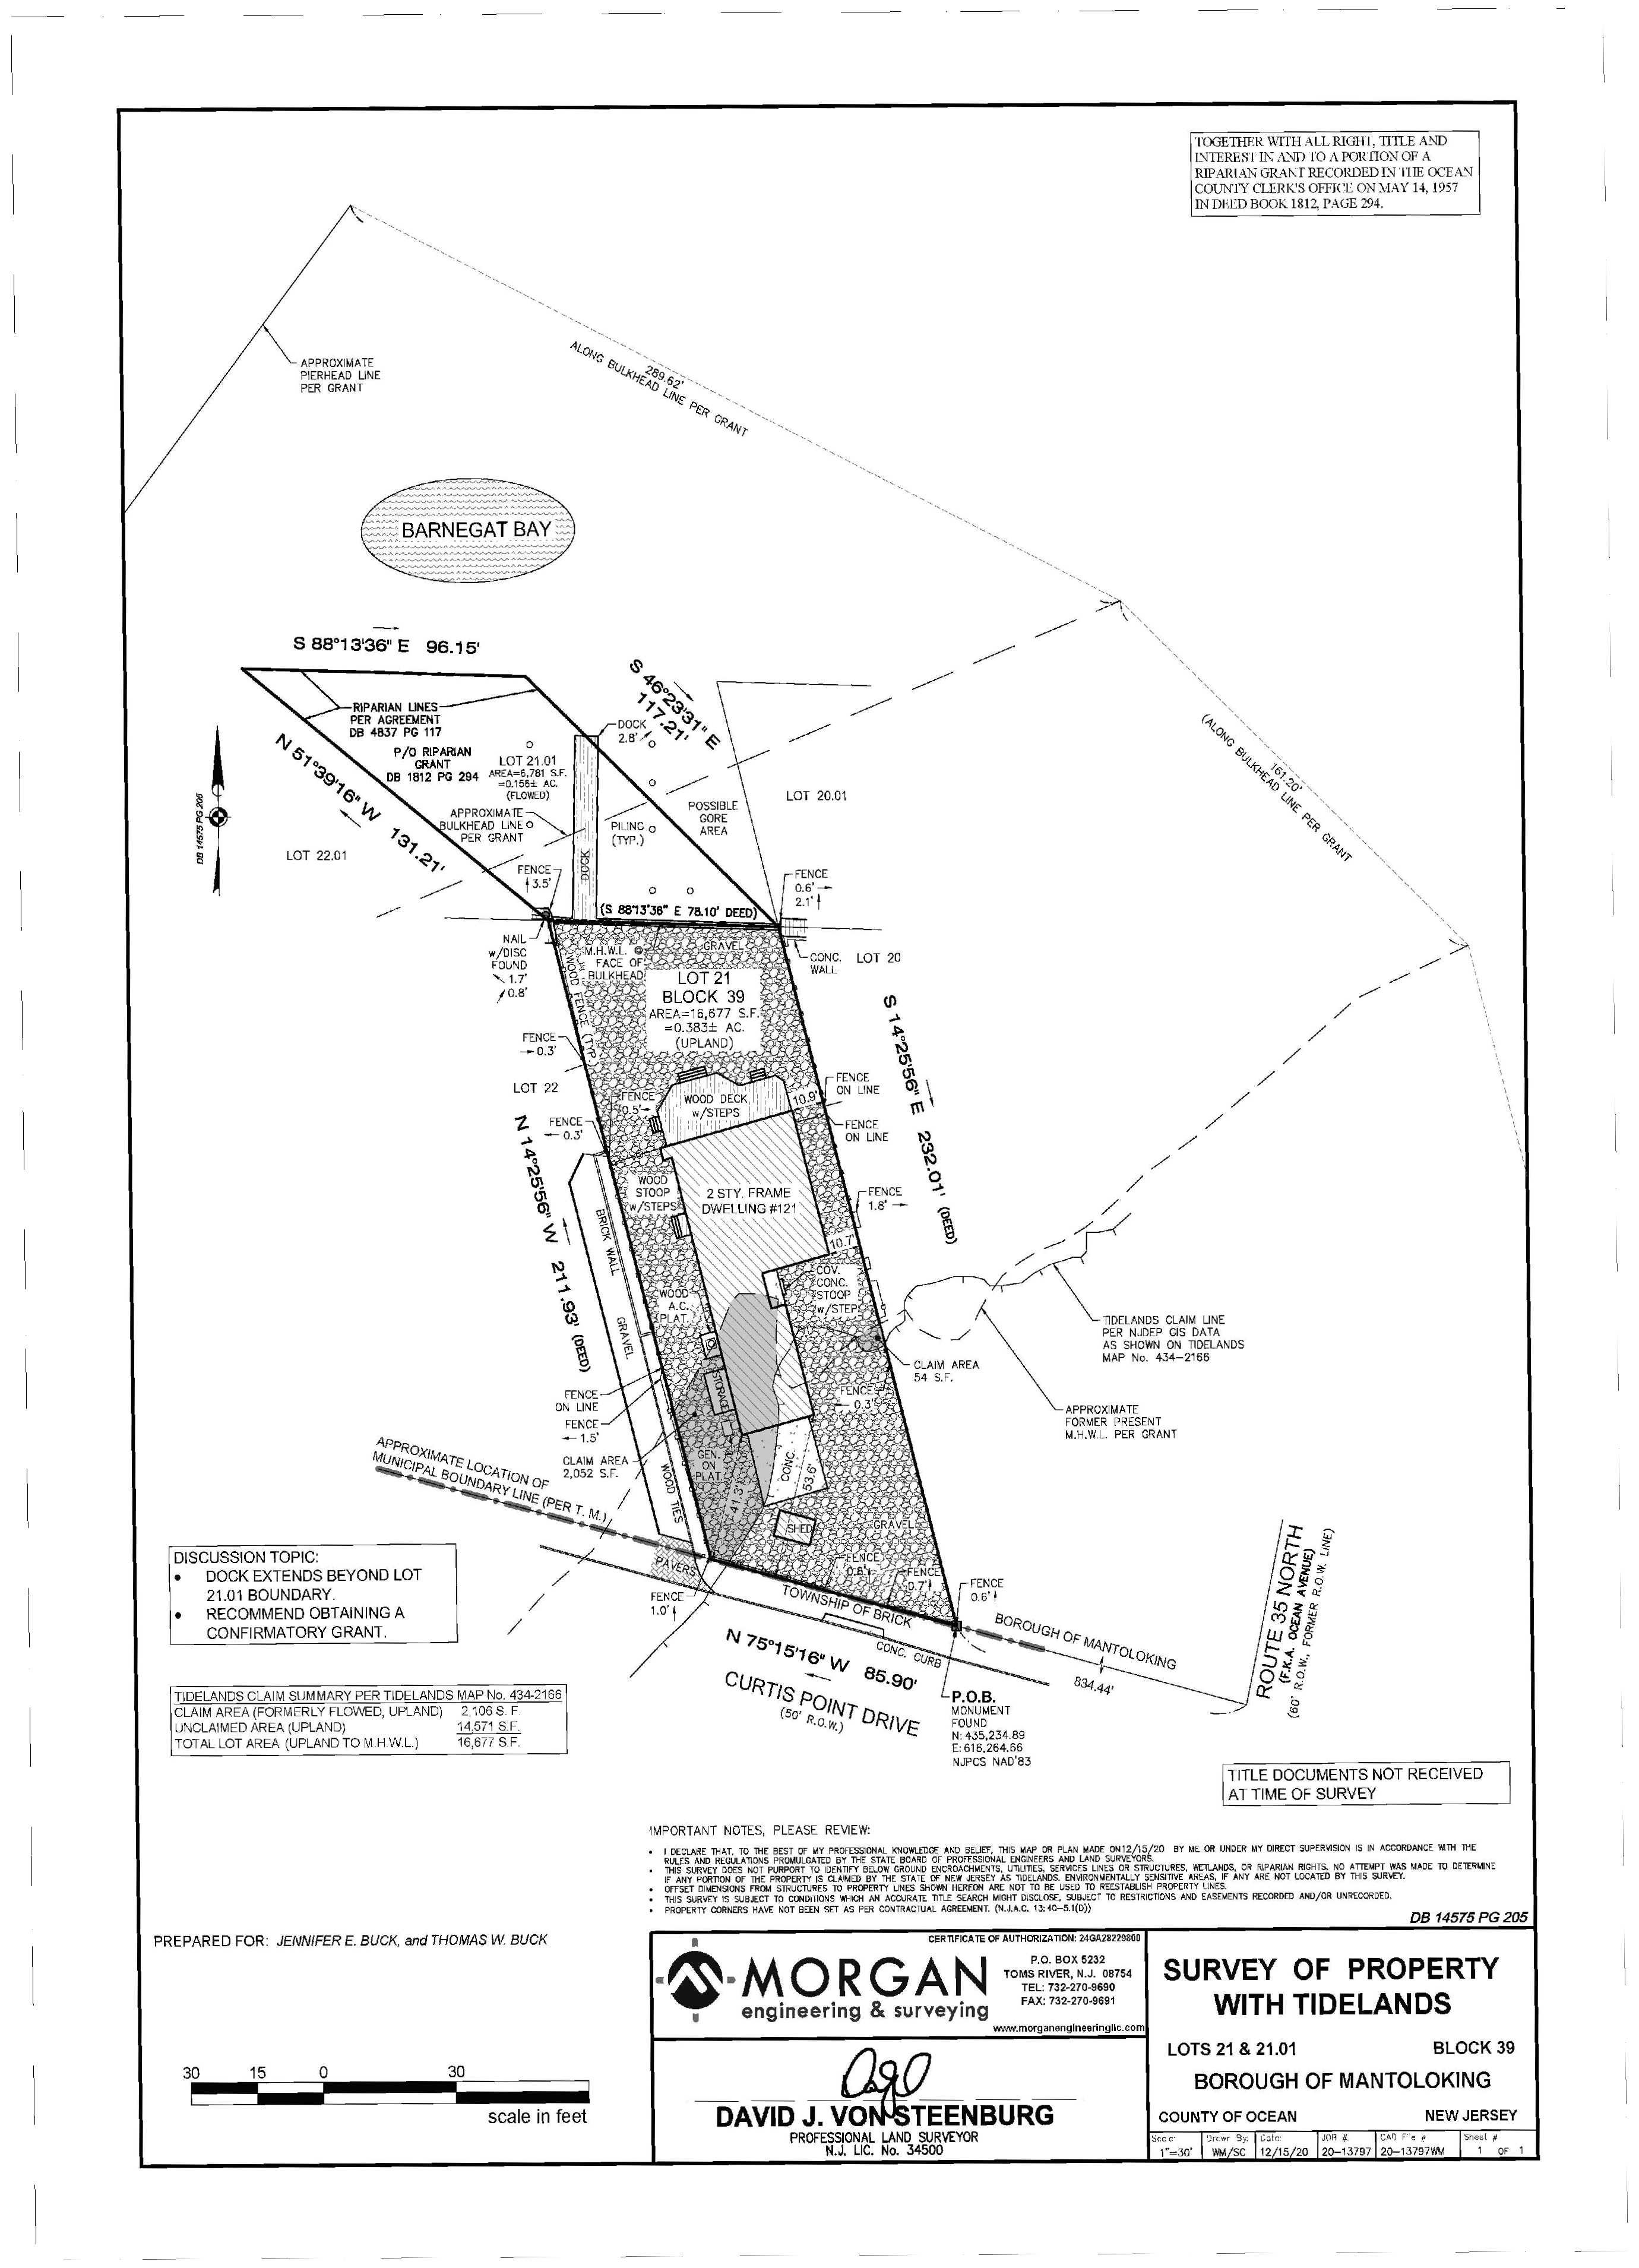 TOGETHER WITH ALL RIGHT, TITLE AND
INTEREST IN AND TO A PORTION OF A
RIPARIAN GRANT RECORDED IN THE OCEAN
COUNTY CLERK'S OFFICE ON MAY 14, 1957
IN DEED BOOK 1812, PAGE 294.
APPROXIMATE
PIERHEAD LINE
PER GRANT
289.62'
ALONG BULKHEAD LINE PER GRANT
BARNEGAT BAY
S 88°13'36" E 96.15'
S 46°23'31" E
117.21'
RIPARIAN LINES
PER AGREEMENT
DB 4837 PG 117
P/O RIPARIAN
GRANT
DB 1812 PG 294
N 51°39'16" W 131.21'
LOT 21.01
AREA=6,781 S.F.
=0.156± AC.
(FLOWED)
DOCK
2.8'
APPROXIMATE
BULKHEAD LINE
PER GRANT
PILING
(TYP.)
POSSIBLE
GORE
AREA
LOT 20.01
161.20'
(ALONG BULKHEAD LINE PER GRANT
DB 14575 PG 205
LOT 22.01
DOCK
FENCE
3.5'
FENCE
0.6'
2.1'
(S 88°13'36" E 78.10' DEED)
NAIL
w/DISC
FOUND
1.7'
0.8'
M.H.W.L. @
FACE OF
BULKHEAD
GRAVEL
CONC.
WALL
LOT 20
WOOD FENCE (TYP.)
LOT 21
BLOCK 39
AREA=16,677 S.F.
=0.383± AC.
(UPLAND)
FENCE
0.3'
LOT 22
S 14°25'56" E 232.01' (DEED)
FENCE
ON LINE
FENCE
0.5'
WOOD DECK
w/STEPS
10.9'
FENCE
0.3'
FENCE
ON LINE
N 14°25'56" W 211.93' (DEED)
WOOD
STOOP
w/STEPS
2 STY. FRAME
DWELLING #121
FENCE
1.8'
BRICK WALL
10.7'
COV.
CONC.
STOOP
w/STEP
WOOD
A.C.
PLAT.
GRAVEL
TIDELANDS CLAIM LINE
PER NJDEP GIS DATA
AS SHOWN ON TIDELANDS
MAP No. 434-2166
CLAIM AREA
54 S.F.
STORAGE
FENCE
ON LINE
FENCE
1.5'
FENCE
0.3'
APPROXIMATE
FORMER PRESENT
M.H.W.L. PER GRANT
CLAIM AREA
2,052 S.F.
GEN.
ON
PLAT.
41.3'
CONC.
53.6'
WOOD TIES
APPROXIMATE LOCATION OF
MUNICIPAL BOUNDARY LINE (PER T. M.)
SHED
GRAVEL
PAVERS
FENCE
0.8'
FENCE
0.7'
FENCE
0.6'
FENCE
1.0'
TOWNSHIP OF BRICK
BOROUGH OF MANTOLOKING
834.44'
CONC. CURB
N 75°15'16" W 85.90'
CURTIS POINT DRIVE
(50' R.O.W.)
ROUTE 35 NORTH
(F.K.A. OCEAN AVENUE)
(60' R.O.W., FORMER R.O.W. LINE)
P.O.B.
MONUMENT
FOUND
N: 435,234.89
E: 616,264.66
NJPCS NAD'83
DISCUSSION TOPIC:
• DOCK EXTENDS BEYOND LOT
21.01 BOUNDARY.
• RECOMMEND OBTAINING A
CONFIRMATORY GRANT.
TIDELANDS CLAIM SUMMARY PER TIDELANDS MAP No. 434-2166
CLAIM AREA (FORMERLY FLOWED, UPLAND) 2,106 S. F.
UNCLAIMED AREA (UPLAND) 14,571 S.F.
TOTAL LOT AREA (UPLAND TO M.H.W.L.) 16,677 S.F.
TITLE DOCUMENTS NOT RECEIVED
AT TIME OF SURVEY
IMPORTANT NOTES, PLEASE REVIEW:
• I DECLARE THAT, TO THE BEST OF MY PROFESSIONAL KNOWLEDGE AND BELIEF, THIS MAP OR PLAN MADE ON12/15/20 BY ME OR UNDER MY DIRECT SUPERVISION IS IN ACCORDANCE WITH THE
RULES AND REGULATIONS PROMULGATED BY THE STATE BOARD OF PROFESSIONAL ENGINEERS AND LAND SURVEYORS.
• THIS SURVEY DOES NOT PURPORT TO IDENTIFY BELOW GROUND ENCROACHMENTS, UTILITIES, SERVICES LINES OR STRUCTURES, WETLANDS, OR RIPARIAN RIGHTS. NO ATTEMPT WAS MADE TO DETERMINE
IF ANY PORTION OF THE PROPERTY IS CLAIMED BY THE STATE OF NEW JERSEY AS TIDELANDS. ENVIRONMENTALLY SENSITIVE AREAS, IF ANY ARE NOT LOCATED BY THIS SURVEY.
• OFFSET DIMENSIONS FROM STRUCTURES TO PROPERTY LINES SHOWN HEREON ARE NOT TO BE USED TO REESTABLISH PROPERTY LINES.
• THIS SURVEY IS SUBJECT TO CONDITIONS WHICH AN ACCURATE TITLE SEARCH MIGHT DISCLOSE, SUBJECT TO RESTRICTIONS AND EASEMENTS RECORDED AND/OR UNRECORDED.
• PROPERTY CORNERS HAVE NOT BEEN SET AS PER CONTRACTUAL AGREEMENT. (N.J.A.C. 13:40-5.1(D))
DB 14575 PG 205
PREPARED FOR: JENNIFER E. BUCK, and THOMAS W. BUCK
CERTIFICATE OF AUTHORIZATION: 24GA28229800
MORGAN
engineering & surveying
P.O. BOX 5232
TOMS RIVER, N.J. 08754
TEL: 732-270-9690
FAX: 732-270-9691
www.morganengineeringllc.com
SURVEY OF PROPERTY
WITH TIDELANDS
LOTS 21 & 21.01 BLOCK 39
BOROUGH OF MANTOLOKING
COUNTY OF OCEAN NEW JERSEY
DAVID J. VON STEENBURG
PROFESSIONAL LAND SURVEYOR
N.J. LIC. No. 34500
30 15 0 30
scale in feet
Scale: Drawn By: Date: JOB #: CAD File # Sheet #
1"=30' WM/SC 12/15/20 20-13797 20-13797WM 1 OF 1